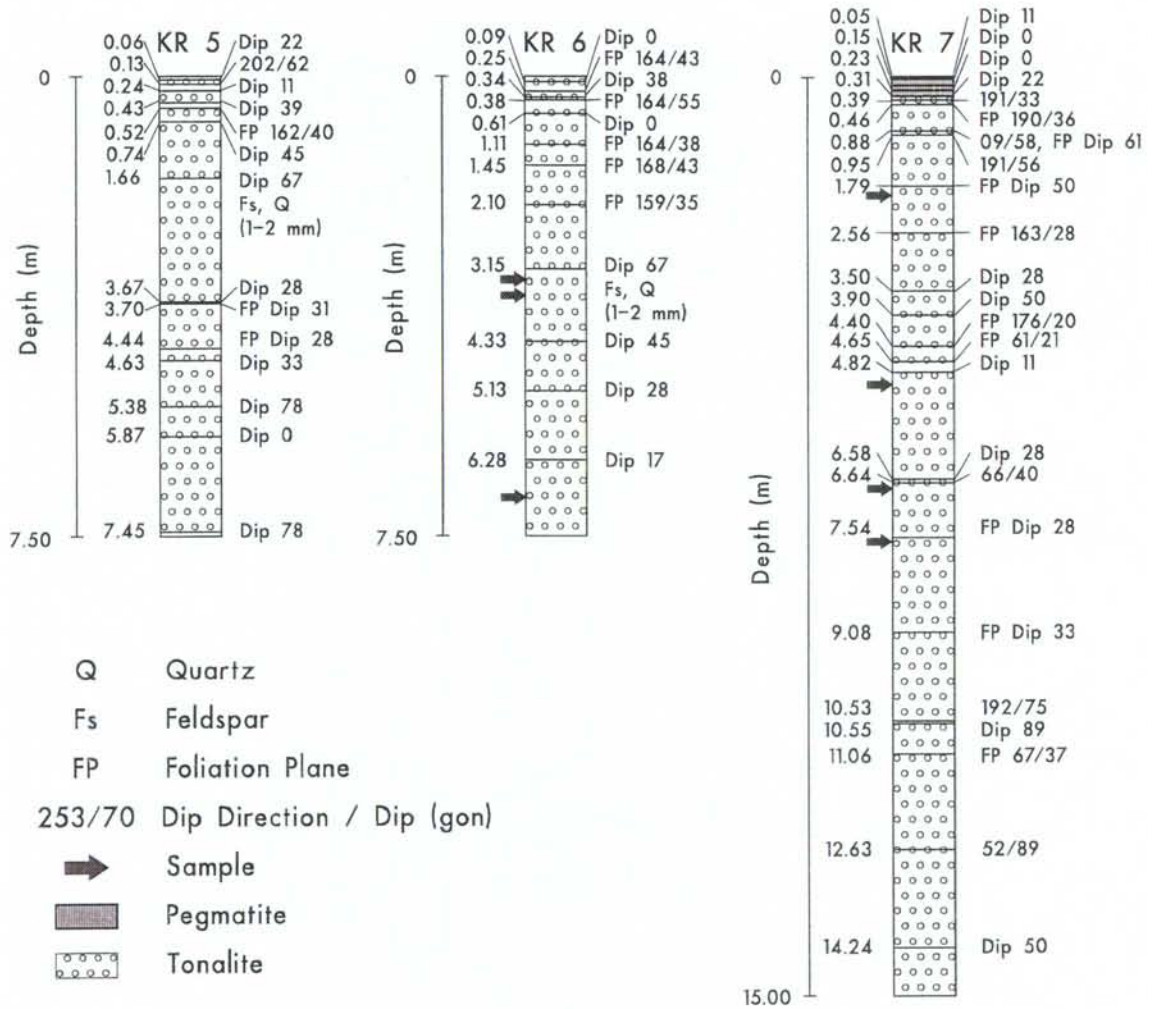 KR 5
0.06 Dip 22
0.13 202/62
0
0.24 Dip 11
0.43 Dip 39
0.52 FP 162/40
0.74 Dip 45
1.66 Dip 67
Fs, Q
(1-2 mm)
Depth (m)
3.67 Dip 28
3.70 FP Dip 31
4.44 FP Dip 28
4.63 Dip 33
5.38 Dip 78
5.87 Dip 0
7.45 Dip 78
7.50
KR 6
0.09 Dip 0
0.25 FP 164/43
0
0.34 Dip 38
0.38 FP 164/55
0.61 Dip 0
1.11 FP 164/38
1.45 FP 168/43
2.10 FP 159/35
3.15 Dip 67
Fs, Q
(1-2 mm)
Depth (m)
4.33 Dip 45
5.13 Dip 28
6.28 Dip 17
7.50
KR 7
0.05 Dip 11
0.15 Dip 0
0.23 Dip 0
0
0.31 Dip 22
0.39 191/33
0.46 FP 190/36
0.88 09/58, FP Dip 61
0.95 191/56
1.79 FP Dip 50
2.56 FP 163/28
3.50 Dip 28
3.90 Dip 50
4.40 FP 176/20
4.65 FP 61/21
4.82 Dip 11
6.58 Dip 28
6.64 66/40
7.54 FP Dip 28
Depth (m)
9.08 FP Dip 33
10.53 192/75
10.55 Dip 89
11.06 FP 67/37
12.63 52/89
14.24 Dip 50
15.00
Q Quartz
Fs Feldspar
FP Foliation Plane
253/70 Dip Direction / Dip (gon)
Sample
Pegmatite
Tonalite